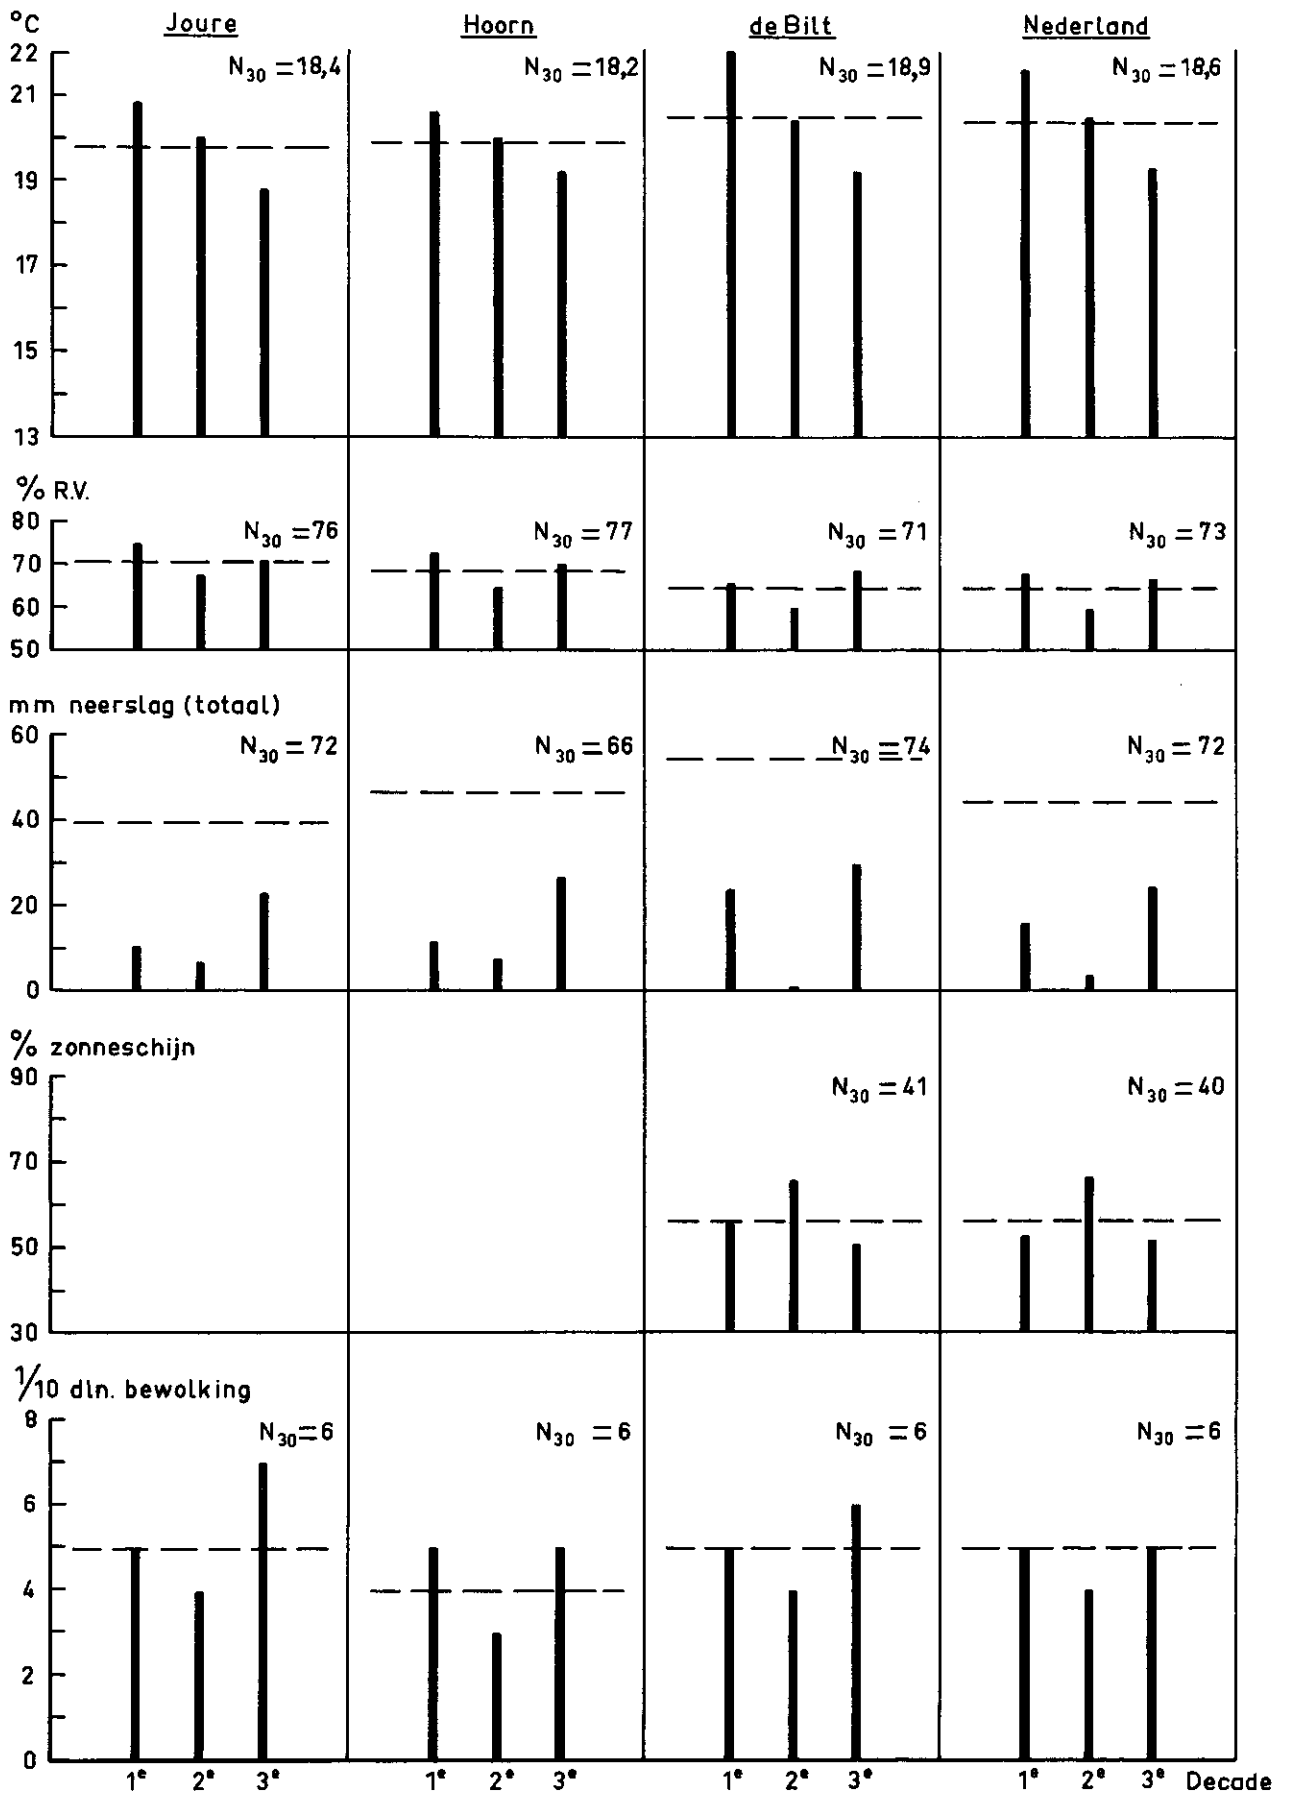 °C Joure Hoorn de Bilt Nederland
22 N30 = 18,4 N30 = 18,2 N30 = 18,9 N30 = 18,6
21
19
17
15
13
% R.V.
80 N30 = 76 N30 = 77 N30 = 71 N30 = 73
70
60
50
mm neerslag (totaal)
60 N30 = 72 N30 = 66 N30 = 74 N30 = 72
40
20
0
% zonneschijn
90 N30 = 41 N30 = 40
70
50
30
1/10 dln. bewolking
8 N30 = 6 N30 = 6 N30 = 6 N30 = 6
6
4
2
0
1e 2e 3e 1e 2e 3e 1e 2e 3e 1e 2e 3e Decade